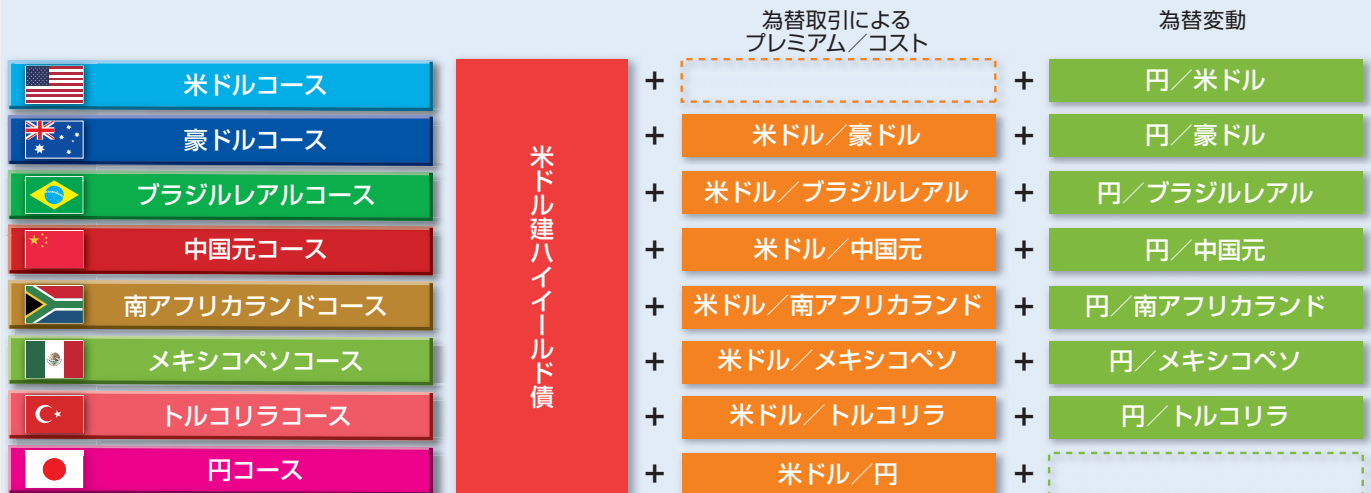 為替取引による
プレミアム／コスト
為替変動
米ドルコース
+
+
円／米ドル
豪ドルコース
+
米ドル／豪ドル
+
円／豪ドル
ブラジルレアルコース
+
米ドル／ブラジルレアル
+
円／ブラジルレアル
中国元コース
+
米ドル／中国元
+
円／中国元
南アフリカランドコース
+
米ドル／南アフリカランド
+
円／南アフリカランド
メキシコペソコース
+
米ドル／メキシコペソ
+
円／メキシコペソ
トルコリラコース
+
米ドル／トルコリラ
+
円／トルコリラ
円コース
+
米ドル／円
+
米ドル建ハイイールド債